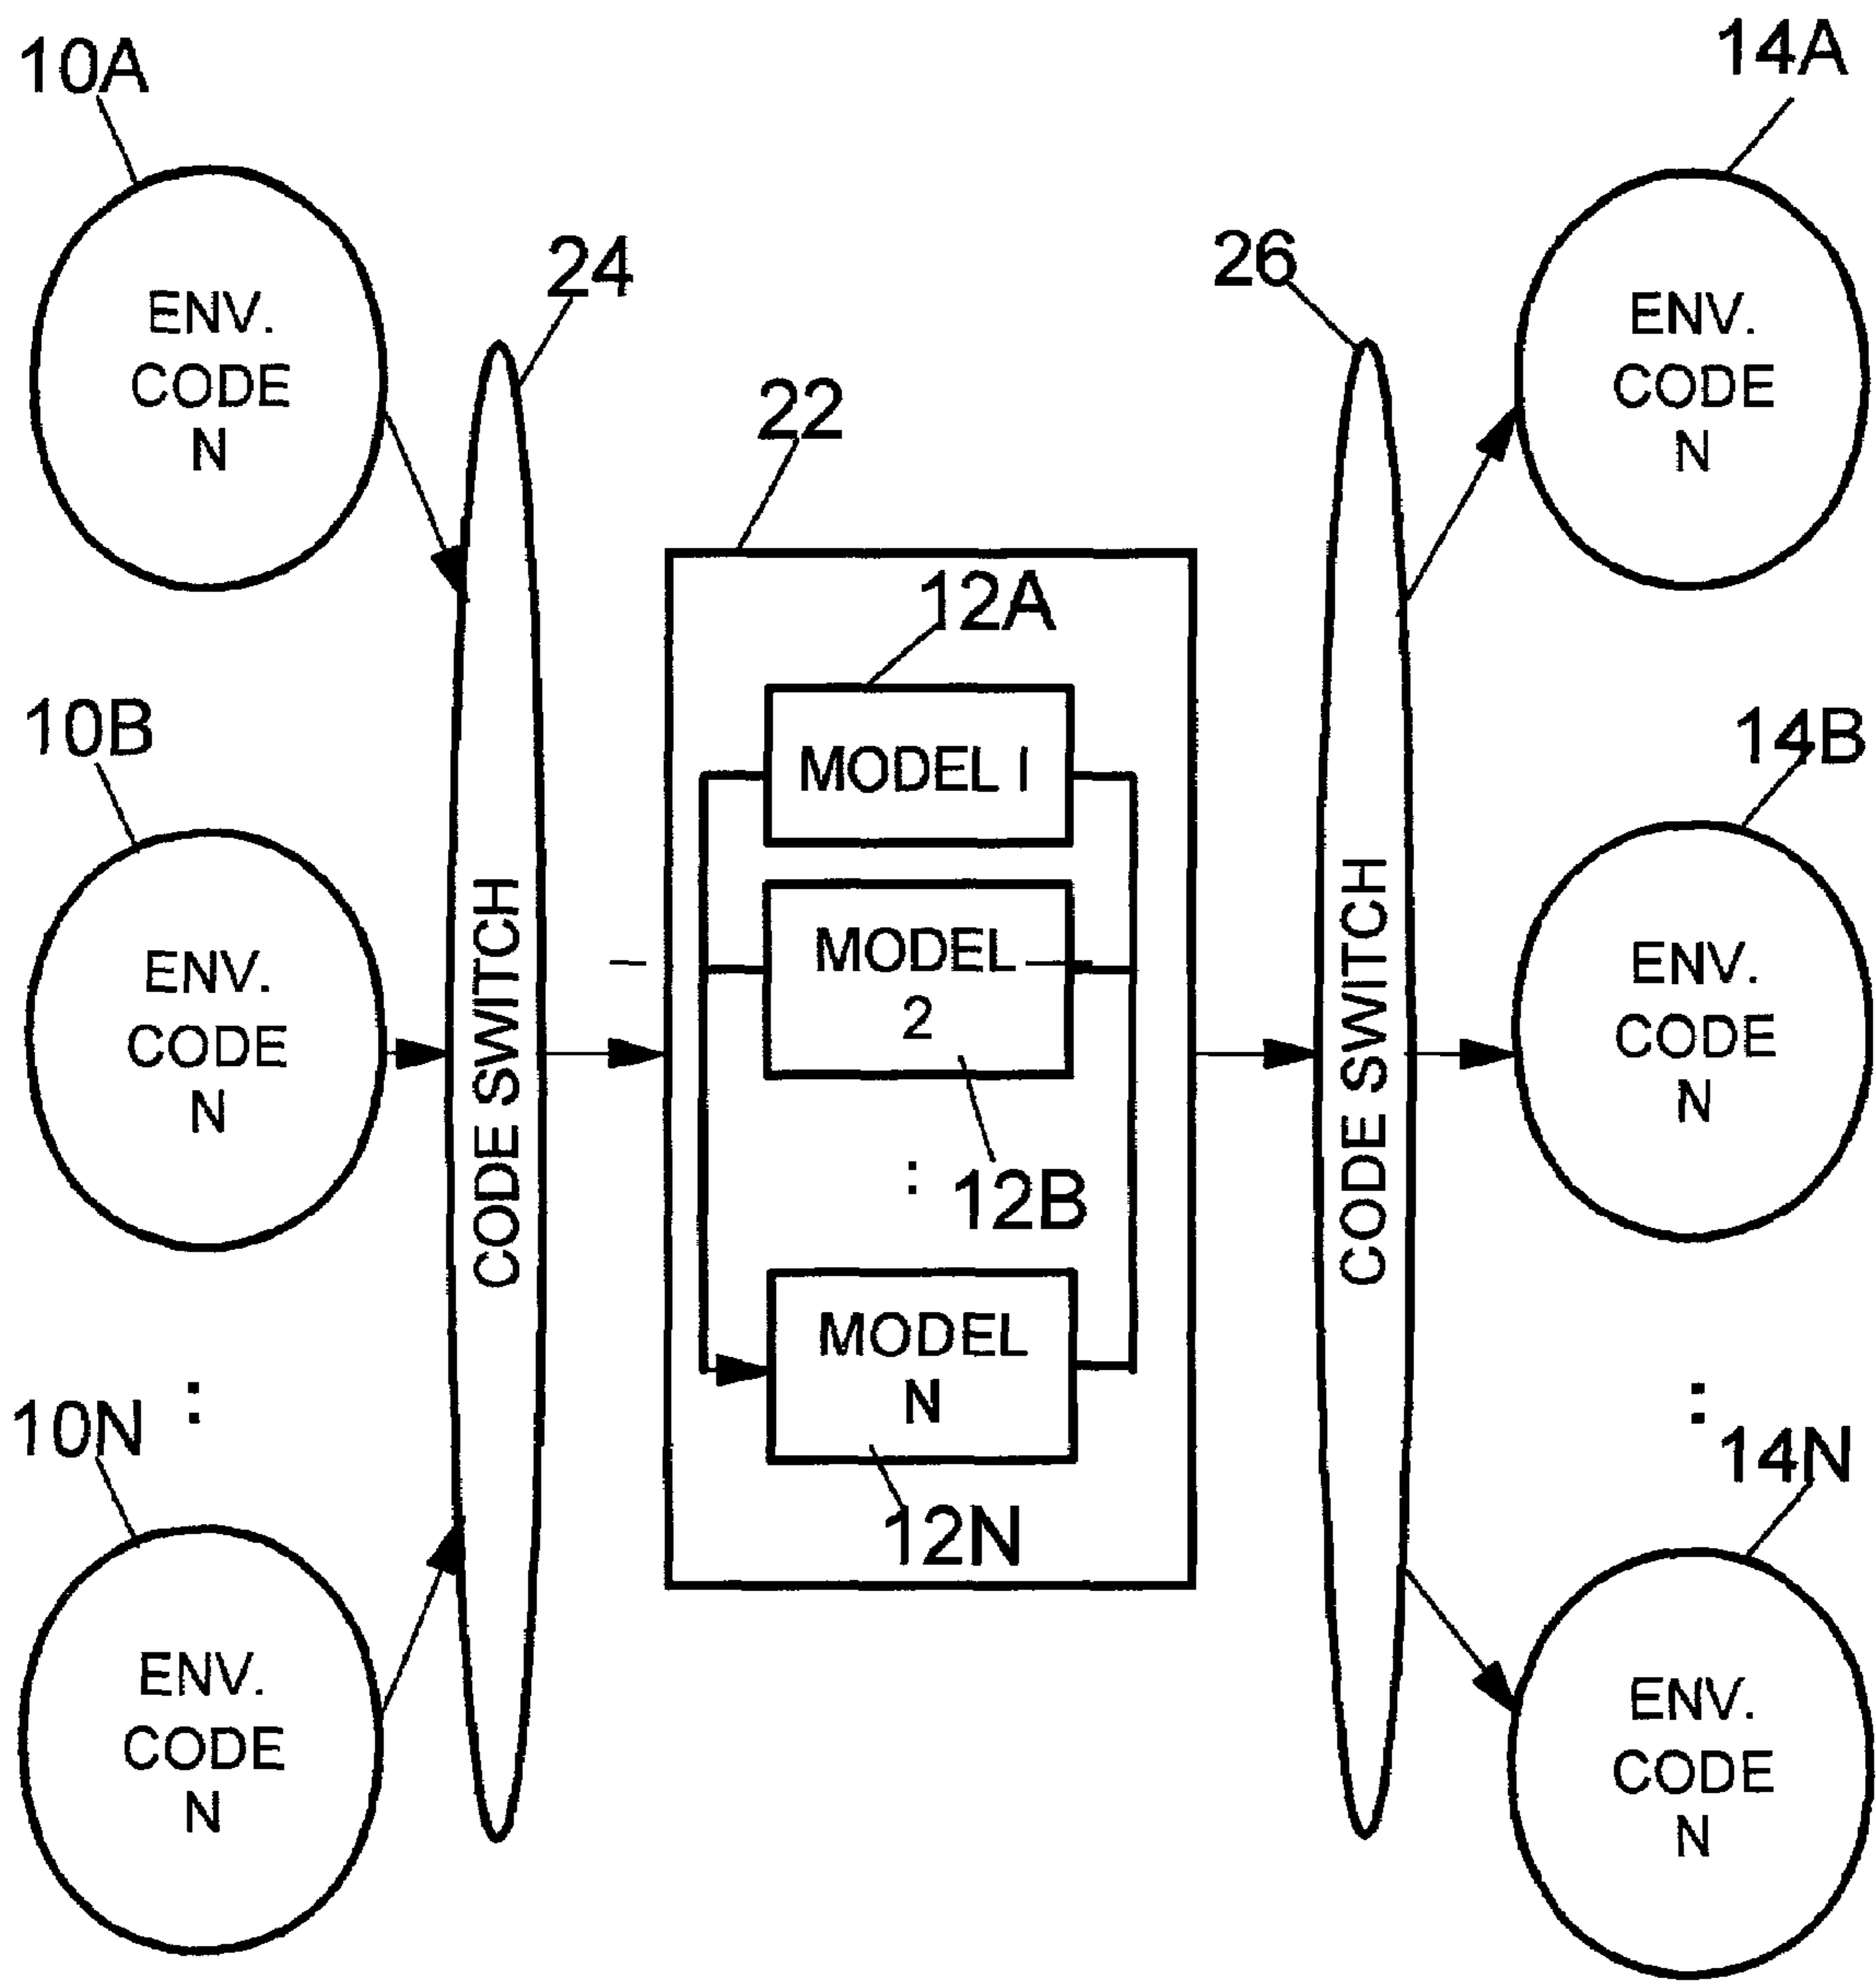 10A
14A
ENV.
CODE
N
24
26
ENV.
CODE
N
22
12A
10B
14B
MODEL 1
CODE SWITCH
CODE SWITCH
ENV.
CODE
N
MODEL
2
ENV.
CODE
N
:
12B
MODEL
N
10N :
:
14N
12N
ENV.
CODE
N
ENV.
CODE
N